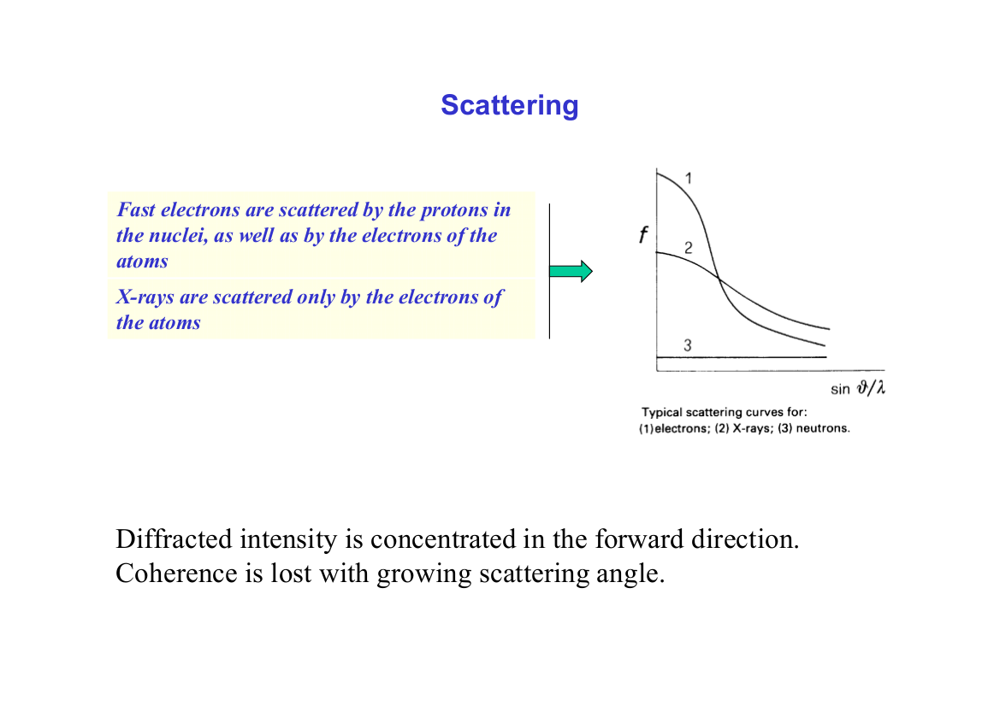 Scattering
Fast electrons are scattered by the protons in
the nuclei, as well as by the electrons of the
atoms
X-rays are scattered only by the electrons of
the atoms
1
f
2
3
sin ϑ/λ
Typical scattering curves for:
(1)electrons; (2) X-rays; (3) neutrons.
Diffracted intensity is concentrated in the forward direction.
Coherence is lost with growing scattering angle.